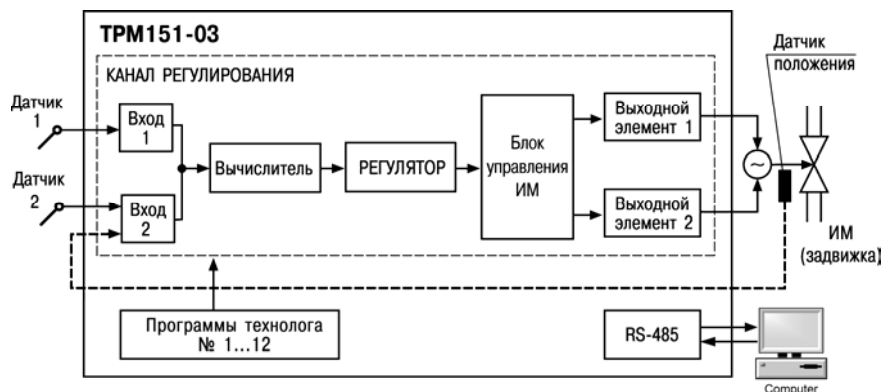 ТРМ151-03
Датчик
положения
КАНАЛ РЕГУЛИРОВАНИЯ
Датчик
1
Вход
1
Вычислитель
РЕГУЛЯТОР
Блок
управления
ИМ
Выходной
элемент 1
Датчик
2
Вход
2
Выходной
элемент 2
ИМ
(задвижка)
Программы технолога
№ 1...12
RS-485
Computer